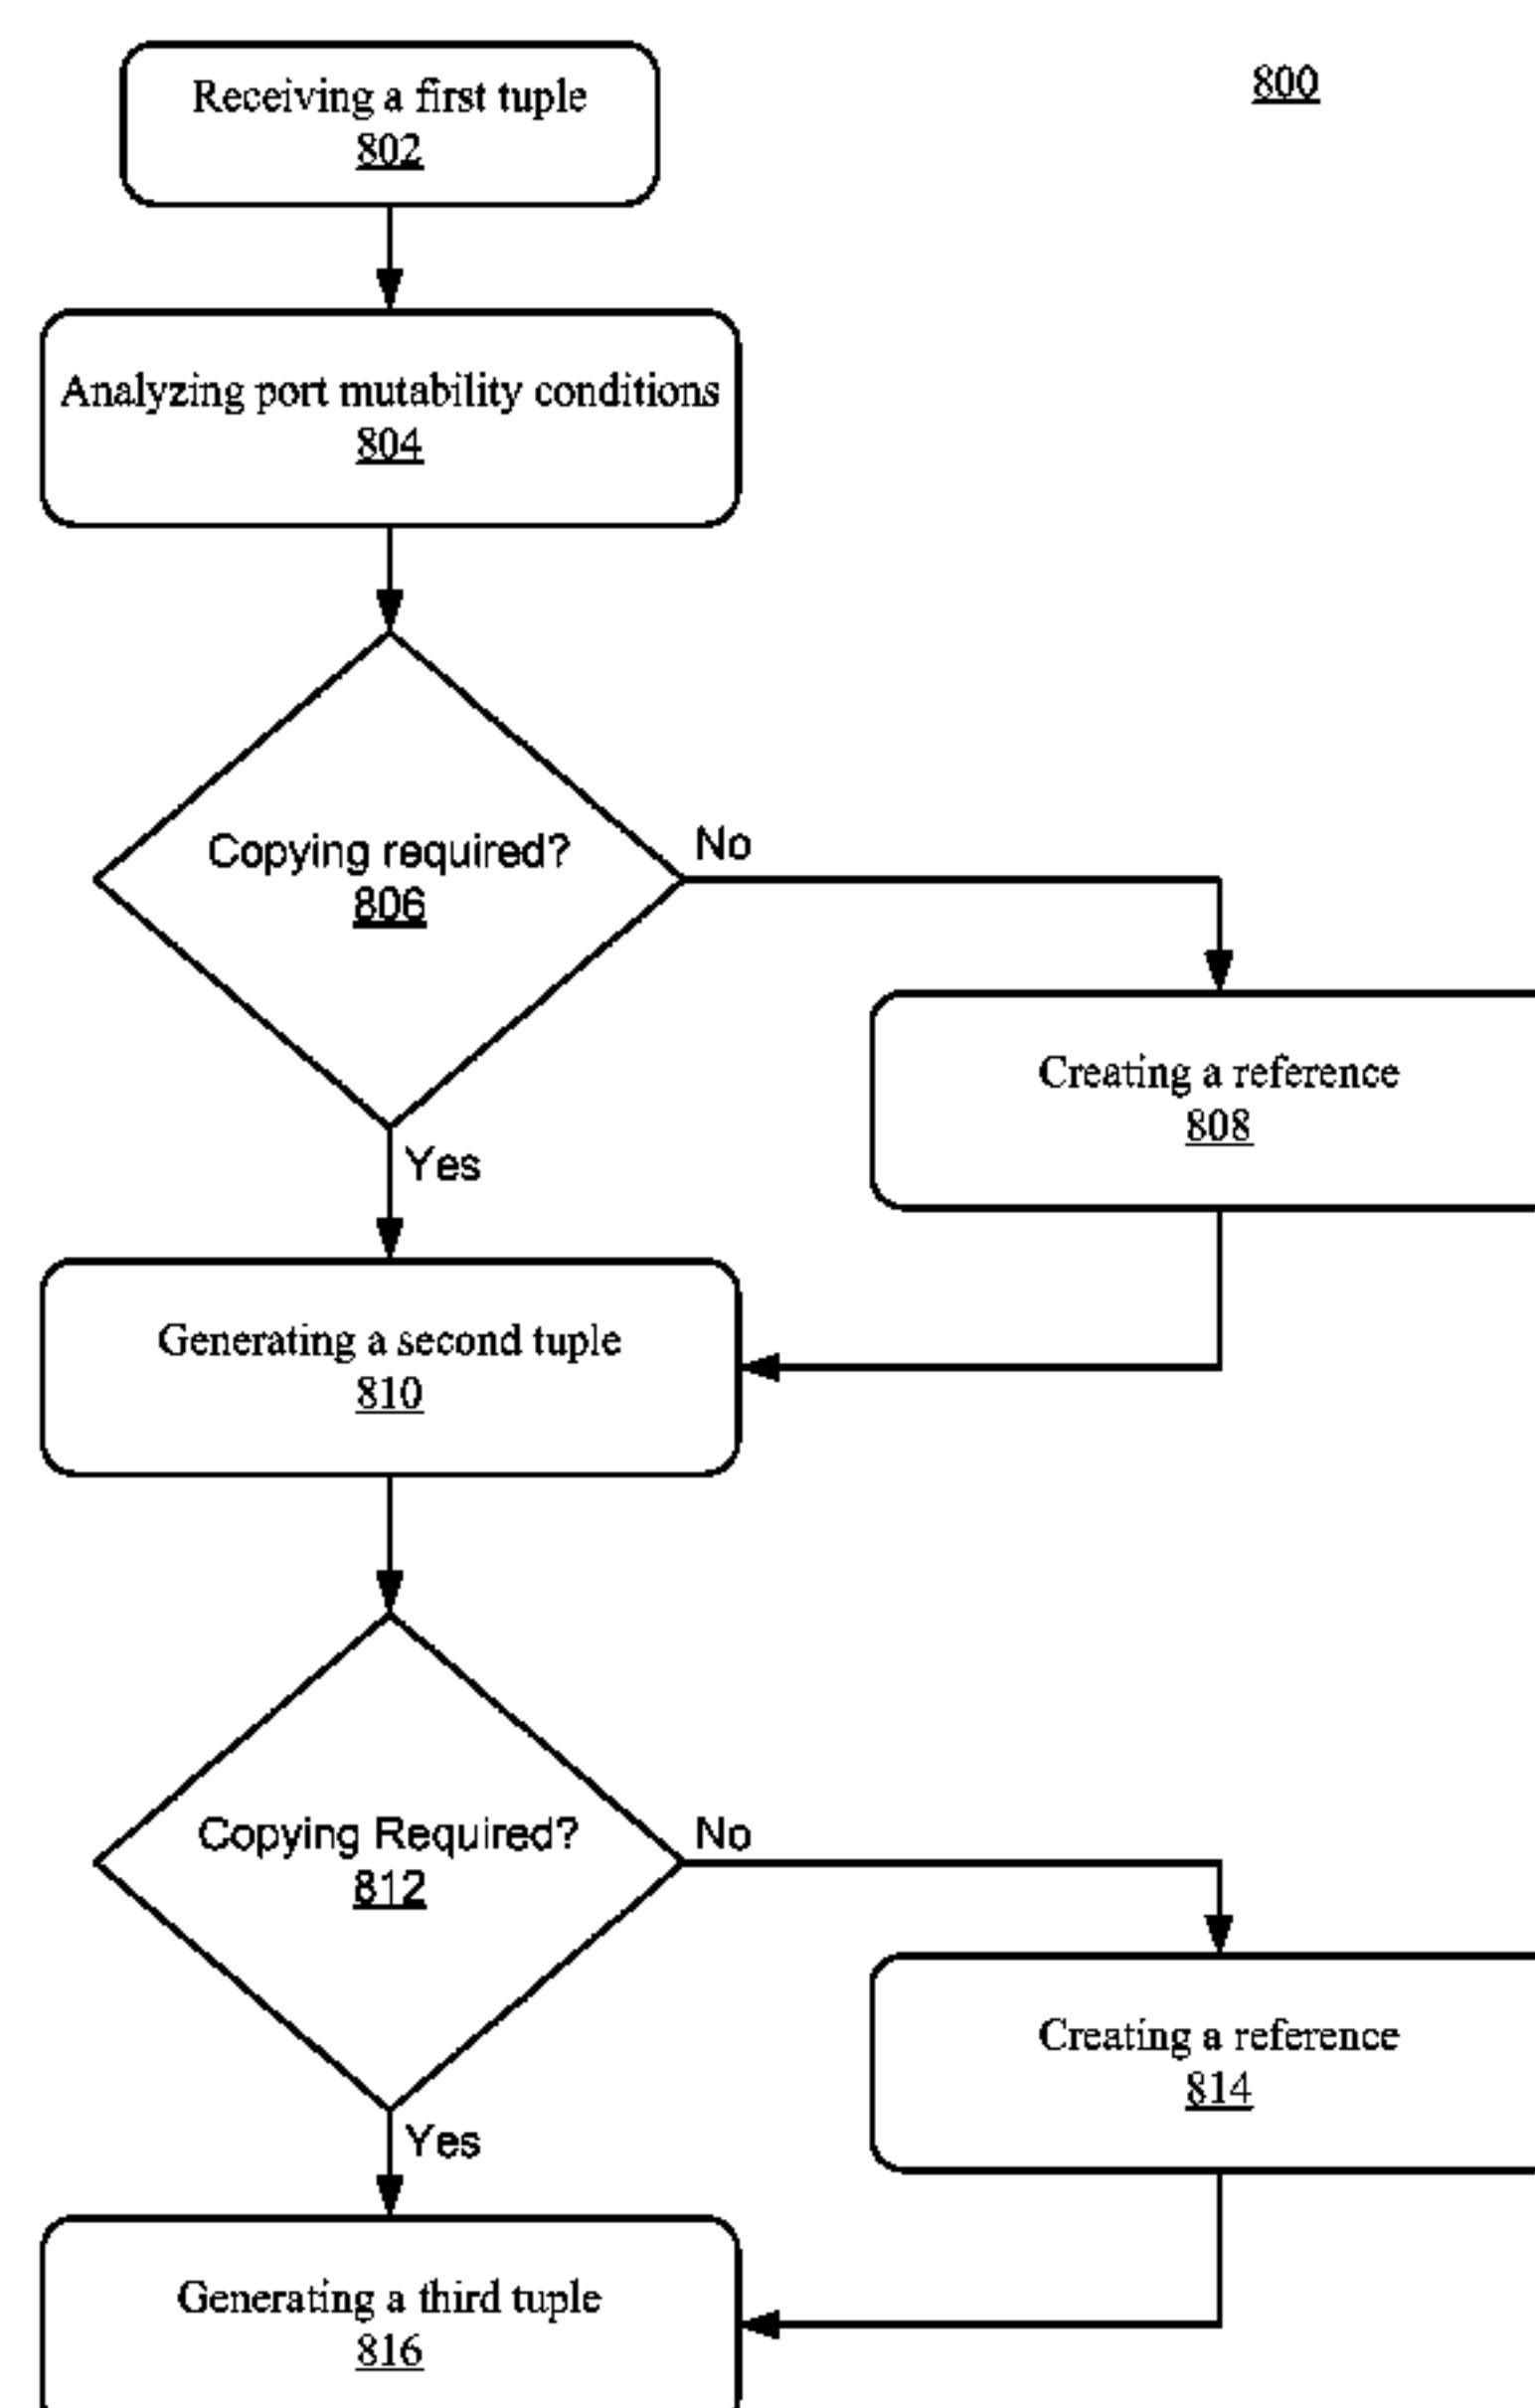 800
Receiving a first tuple
802
Analyzing port mutability conditions
804
Copying required?
806
No
Creating a reference
808
Yes
Generating a second tuple
810
Copying Required?
812
No
Creating a reference
814
Yes
Generating a third tuple
816